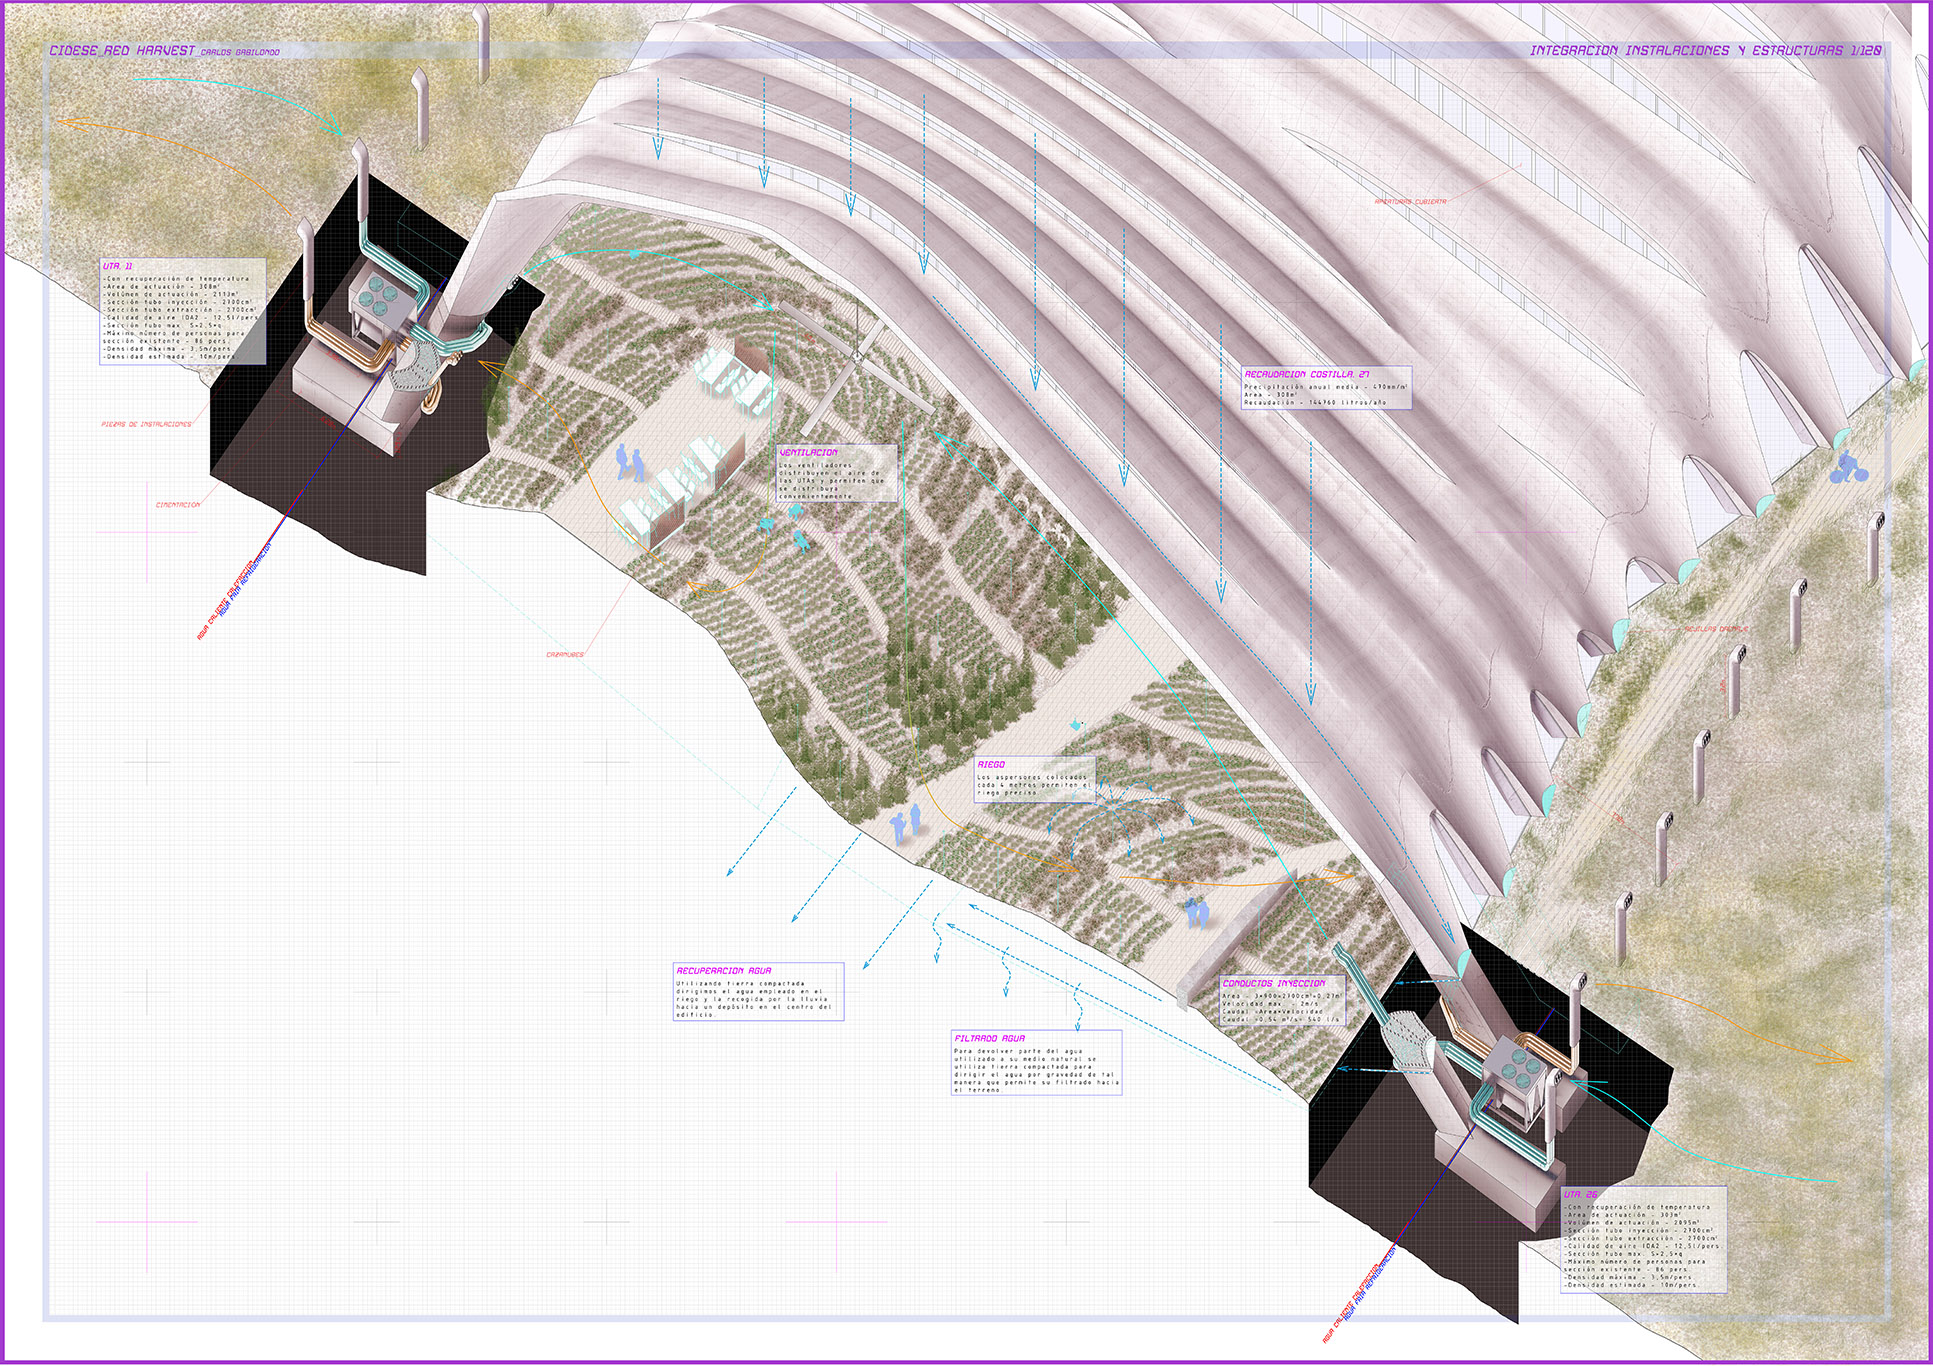 CIDESE_RED HARVEST_CARLOS GABILONDO
INTEGRACION INSTALACIONES Y ESTRUCTURAS 1/120
APERTURAS CUBIERTA
UTA. 11
-Con recuperación de temperatura
-Area de actuación - 308m²
-Volúmen de actuación - 2113m³
-Sección tubo inyección - 2700cm²
-Sección tubo extracción - 2700cm²
-Calidad de aire IDA2 - 12,5l/pers.
-Sección tubo max. S=2,5*q
-Máximo número de personas para
sección existente - 86 pers.
-Densidad máxima - 3,5m/pers.
-Densidad estimada - 10m/pers.
RECAUDACION COSTILLA. 27
Precipitación anual media - 470mm/m²
Area - 308m²
Recaudación - 144760 litros/año
PIEZAS DE INSTALACIONES
VENTILACION
Los ventiladores
distribuyen el aire de
las UTAs y permiten que
se distribuya
convenientemente
CIMENTACION
AGUA CALIENTE CALEFACCION
AGUA FRIA REFRIGERACION
REJILLAS DRENAJE
CAZANUBES
RIEGO
Los aspersores colocados
cada 4 metros permiten el
riego preciso.
RECUPERACION AGUA
Utilizando tierra compactada
dirigimos el agua empleado en el
riego y la recogida por la lluvia
hacia un depósito en el centro del
edificio.
CONDUCTOS INYECCION
Area - 3*900=2700cm²=0,27m²
Velocidad max. - 2m/s
Caudal =Area*Velocidad
Caudal =0,54 m³/s= 540 l/s
FILTRADO AGUA
Para devolver parte del agua
utilizado a su medio natural se
utiliza tierra compactada para
dirigir el agua por gravedad de tal
manera que permite su filtrado hacia
el terreno.
UTA. 26
-Con recuperación de temperatura
-Area de actuación - 303m²
-Volúmen de actuación - 2095m³
-Sección tubo inyección - 2700cm²
-Sección tubo extracción - 2700cm²
-Calidad de aire IDA2 - 12,5l/pers.
-Sección tubo max. S=2,5*q
-Máximo número de personas para
sección existente - 86 pers.
-Densidad máxima - 3,5m/pers.
-Densidad estimada - 10m/pers.
AGUA CALIENTE CALEFACCION
AGUA FRIA REFRIGERACION